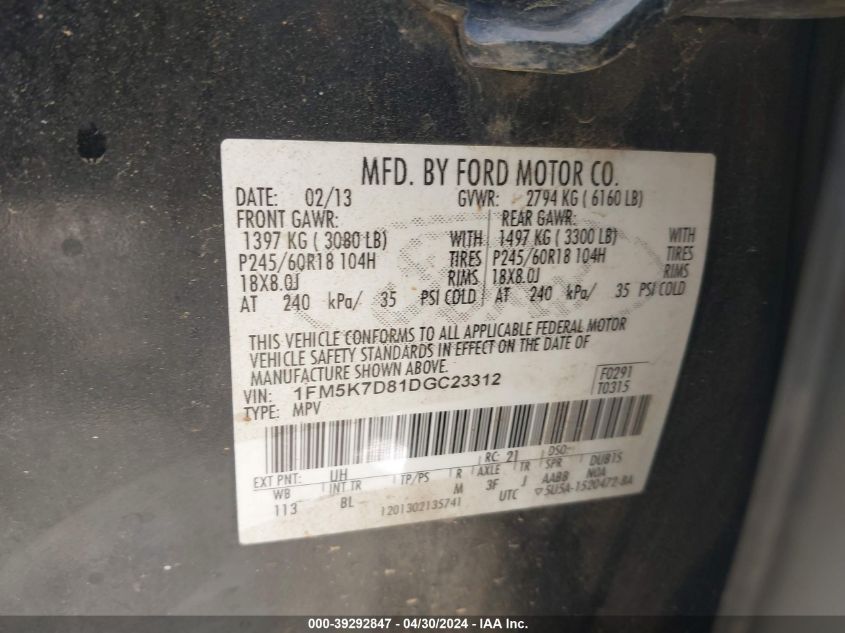 MFD. BY FORD MOTOR CO.
DATE: 02/13 GVWR: 2794 KG ( 6160 LB)
FRONT GAWR: REAR GAWR:
1397 KG ( 3080 LB) WITH 1497 KG ( 3300 LB) WITH
P245/60R18 104H TIRES P245/60R18 104H TIRES
18X8.0J RIMS 18X8.0J RIMS
AT 240 kPa/ 35 PSI COLD AT 240 kPa/ 35 PSI COLD
THIS VEHICLE CONFORMS TO ALL APPLICABLE FEDERAL MOTOR
VEHICLE SAFETY STANDARDS IN EFFECT ON THE DATE OF
MANUFACTURE SHOWN ABOVE.
VIN: 1FM5K7D81DGC23312 F0291
TYPE: MPV T0315
EXT PNT: UH RC: 21 DSO:
WB INT TR TP/PS R AXLE TR SPR DUB15
113 BL M 3F J AABB NOA
1201302135741 UTC ▽5U5A-1520472-BA
000-39292847 - 04/30/2024 - IAA Inc.